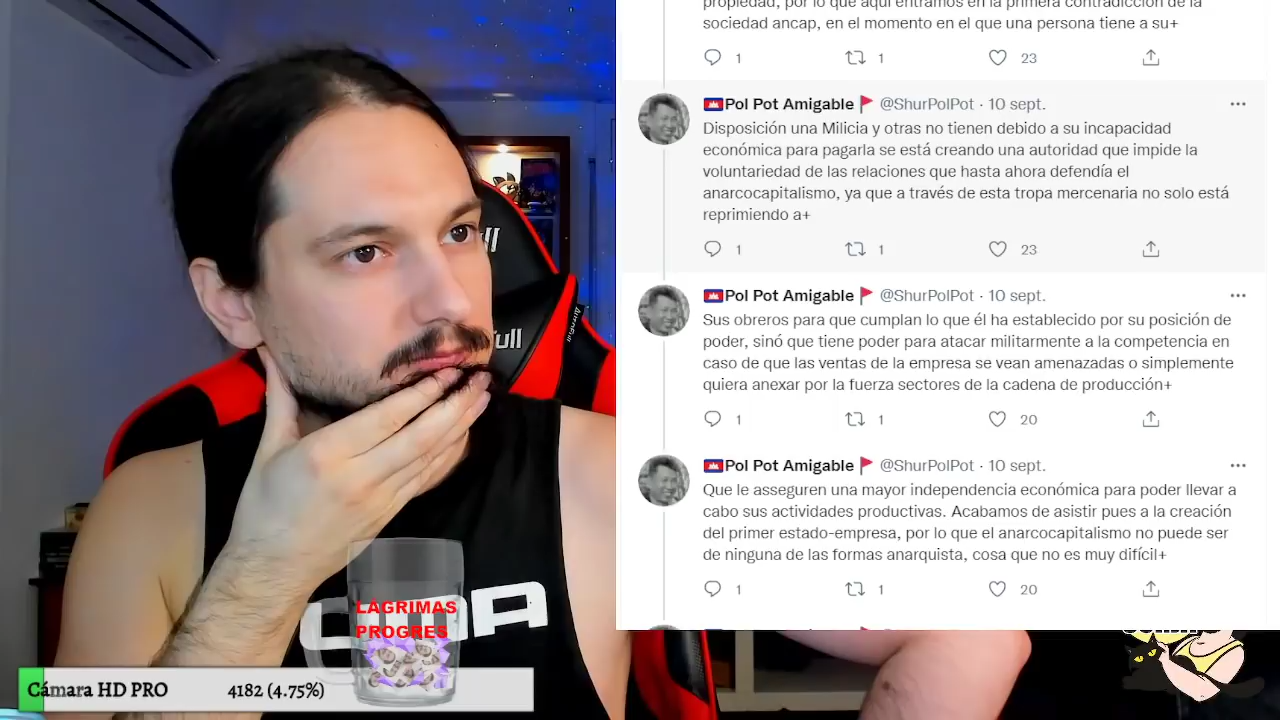 propiedad, por lo que aquí entramos en la primera contradicción de la
sociedad ancap, en el momento en el que una persona tiene a su+
1 1 23
Pol Pot Amigable @ShurPolPot · 10 sept.
Disposición una Milicia y otras no tienen debido a su incapacidad
económica para pagarla se está creando una autoridad que impide la
voluntariedad de las relaciones que hasta ahora defendía el
anarcocapitalismo, ya que a través de esta tropa mercenaria no solo está
reprimiendo a+
1 1 23
Pol Pot Amigable @ShurPolPot · 10 sept.
Sus obreros para que cumplan lo que él ha establecido por su posición de
poder, sinó que tiene poder para atacar militarmente a la competencia en
caso de que las ventas de la empresa se vean amenazadas o simplemente
quiera anexar por la fuerza sectores de la cadena de producción+
1 1 20
Pol Pot Amigable @ShurPolPot · 10 sept.
Que le aseguren una mayor independencia económica para poder llevar a
cabo sus actividades productivas. Acabamos de asistir pues a la creación
del primer estado-empresa, por lo que el anarcocapitalismo no puede ser
de ninguna de las formas anarquista, cosa que no es muy difícil+
1 1 20
LÁGRIMAS
PROGRES
Cámara HD PRO 4182 (4.75%)